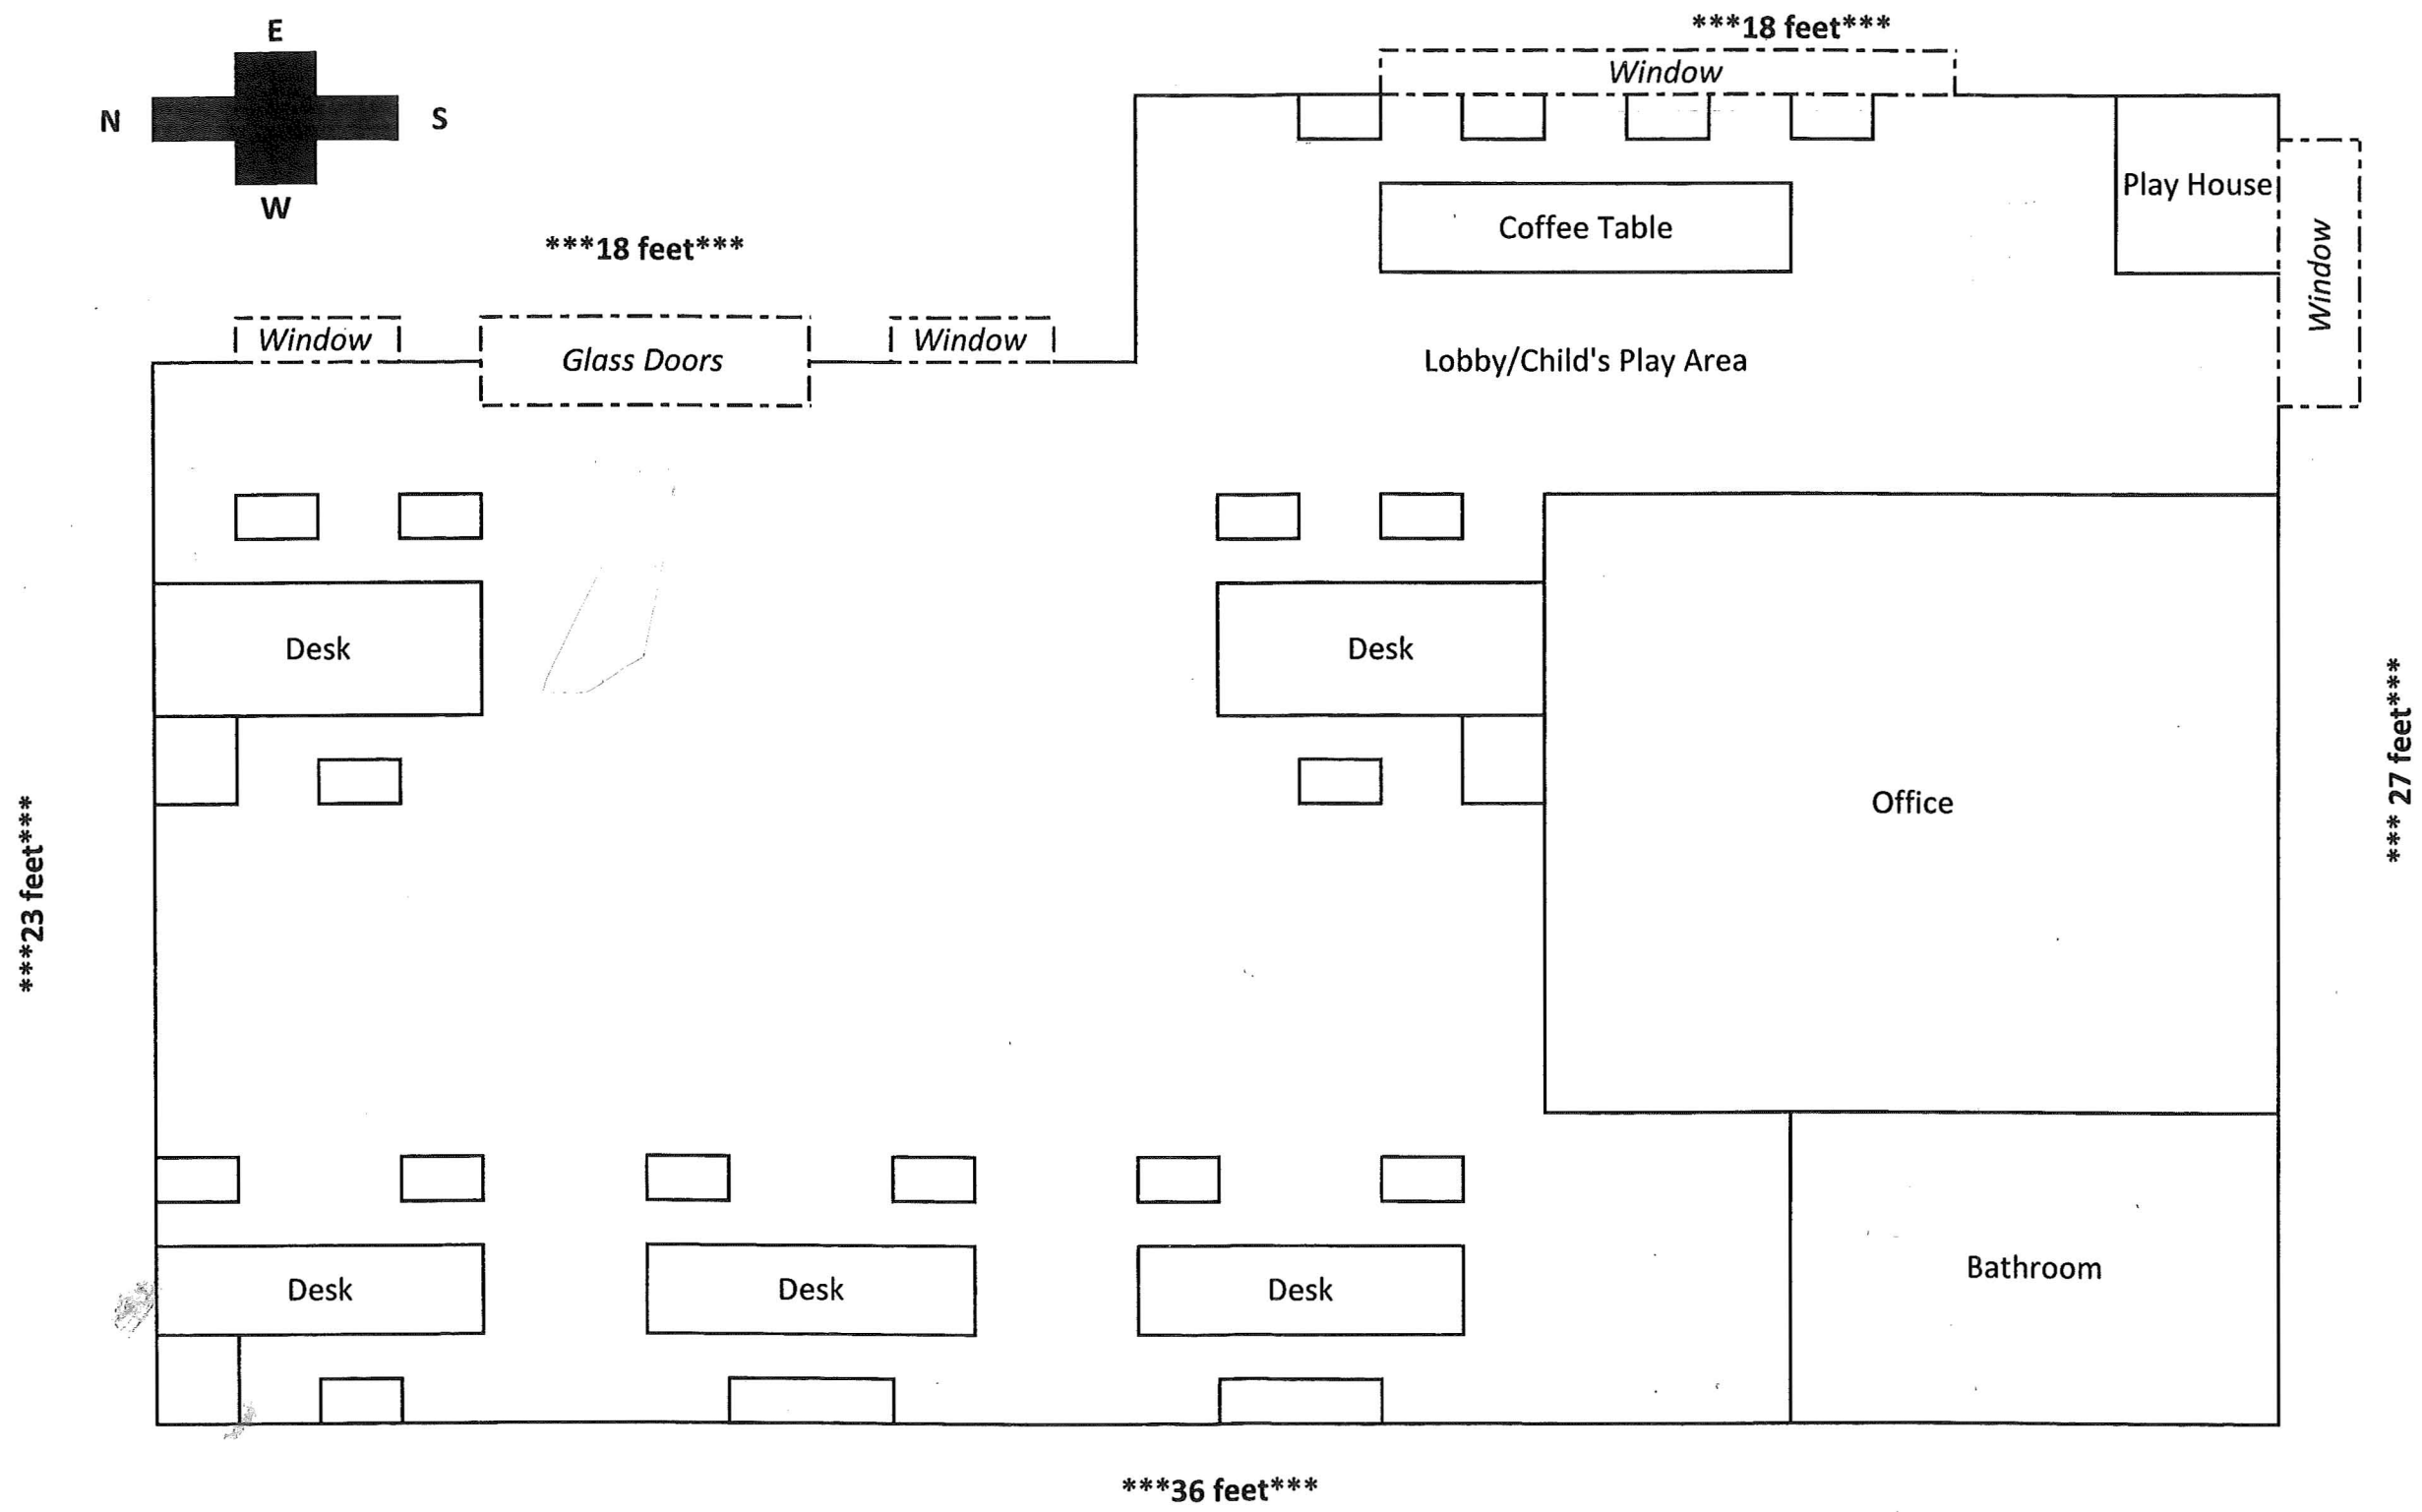 E
N
S
W
***18 feet***
Window
***18 feet***
Window
Glass Doors
Window
Coffee Table
Play House
Window
Lobby/Child's Play Area
Desk
Desk
Office
***23 feet***
*** 27 feet***
Desk
Desk
Desk
Bathroom
***36 feet***